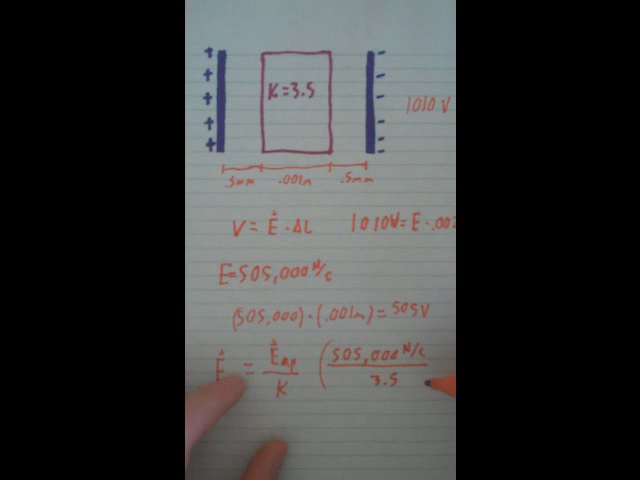 + + + + +
- - - - -
K=3.5
1010 V
.5mm .001m .5mm
V = E⃗ · ΔL 1010V = E · .002
E=505,000 N/C
(505,000) · (.001m) = 505V
E⃗ = E⃗ap / K (505,000 N/C / 3.5